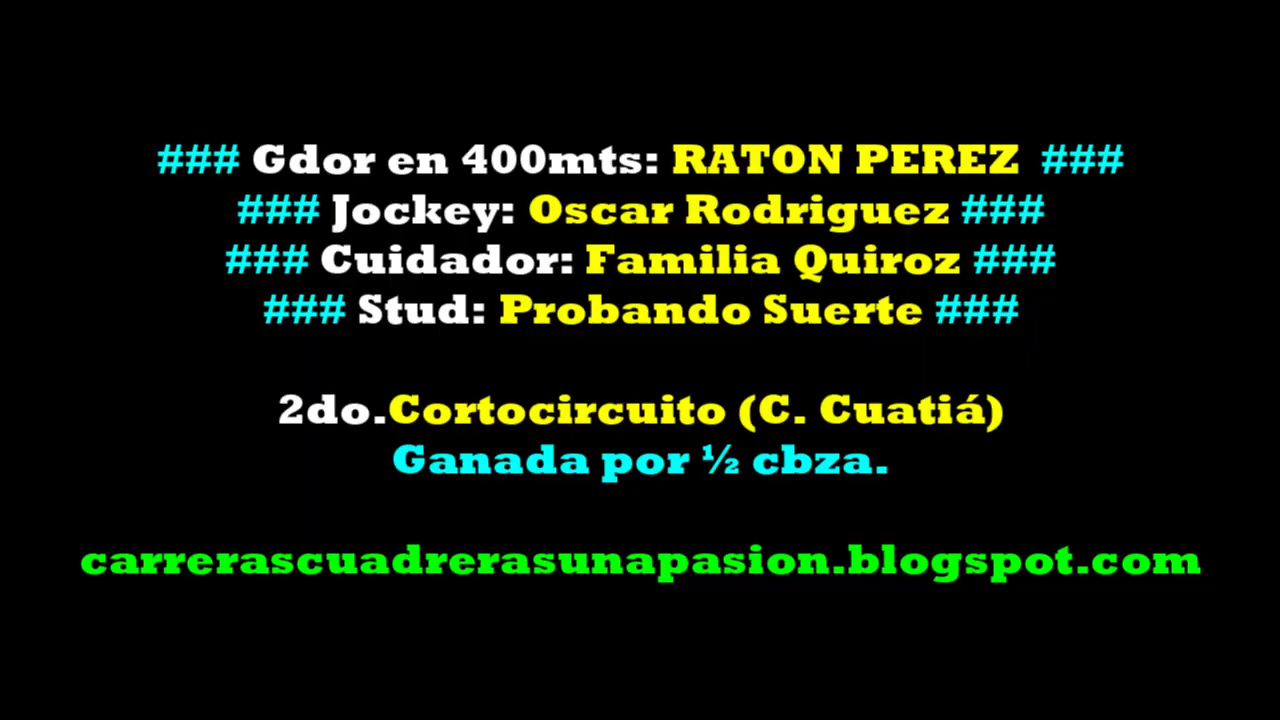 ### Gdor en 400mts: RATON PEREZ ###
### Jockey: Oscar Rodriguez ###
### Cuidador: Familia Quiroz ###
### Stud: Probando Suerte ###
2do.Cortocircuito (C. Cuatiá)
Ganada por ½ cbza.
carrerascuadrerasunapasion.blogspot.com